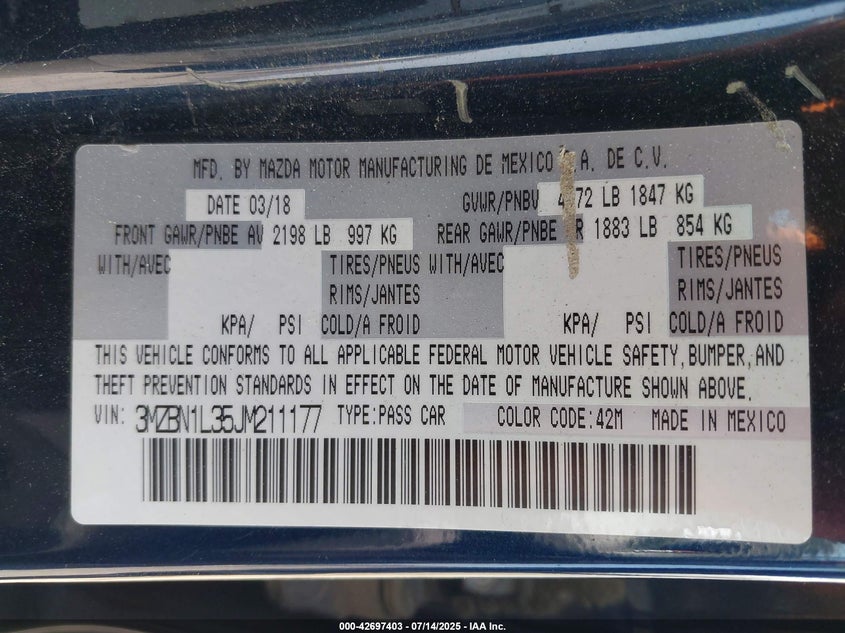 MFD. BY MAZDA MOTOR MANUFACTURING DE MEXICO DE C.V.
DATE 03/18 GVWR/PNBV LB 1847 KG
FRONT GAWR/PNBE AV 2198 LB 997 KG REAR GAWR/PNBE 1883 LB 854 KG
WITH/AVEC TIRES/PNEUS WITH/AVEC TIRES/PNEUS
RIMS/JANTES RIMS/JANTES
KPA/ PSI COLD/A FROID KPA/ PSI COLD/A FROID
THIS VEHICLE CONFORMS TO ALL APPLICABLE FEDERAL MOTOR VEHICLE SAFETY,BUMPER,AND
THEFT PREVENTION STANDARDS IN EFFECT ON THE DATE OF MANUFACTURE SHOWN ABOVE.
VIN: 3MZBN1L35JM211177 TYPE:PASS CAR COLOR CODE:42M MADE IN MEXICO
000-42697403 - 07/14/2025 - IAA Inc.